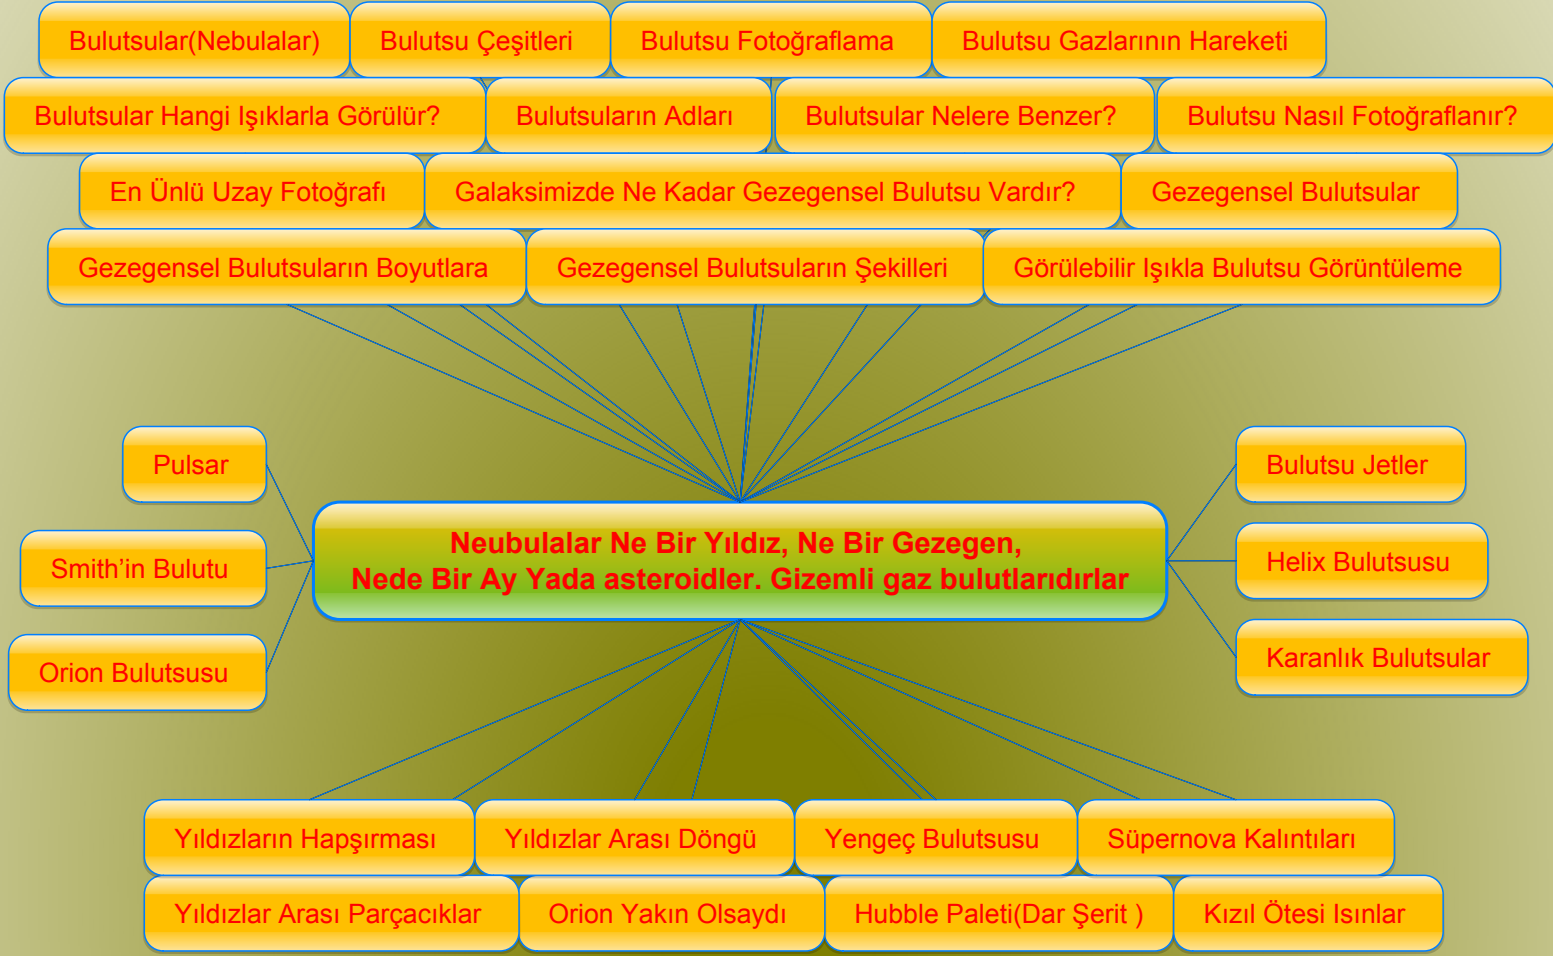 Bulutsular(Nebulalar)
Bulutsu Çeşitleri
Bulutsu Fotoğraflama
Bulutsu Gazlarının Hareketi
Bulutsular Hangi Işıklarla Görülür?
Bulutsuların Adları
Bulutsular Nelere Benzer?
Bulutsu Nasıl Fotoğraflanır?
En Ünlü Uzay Fotoğrafı
Galaksimizde Ne Kadar Gezegensel Bulutsu Vardır?
Gezegensel Bulutsular
Gezegensel Bulutsuların Boyutlara
Gezegensel Bulutsuların Şekilleri
Görülebilir Işıkla Bulutsu Görüntüleme
Pulsar
Smith’in Bulutu
Orion Bulutsusu
Neubulalar Ne Bir Yıldız, Ne Bir Gezegen,
Nede Bir Ay Yada asteroidler. Gizemli gaz bulutlarıdırlar
Bulutsu Jetler
Helix Bulutsusu
Karanlık Bulutsular
Yıldızların Hapşırması
Yıldızlar Arası Döngü
Yengeç Bulutsusu
Süpernova Kalıntıları
Yıldızlar Arası Parçacıklar
Orion Yakın Olsaydı
Hubble Paleti(Dar Şerit )
Kızıl Ötesi Isınlar